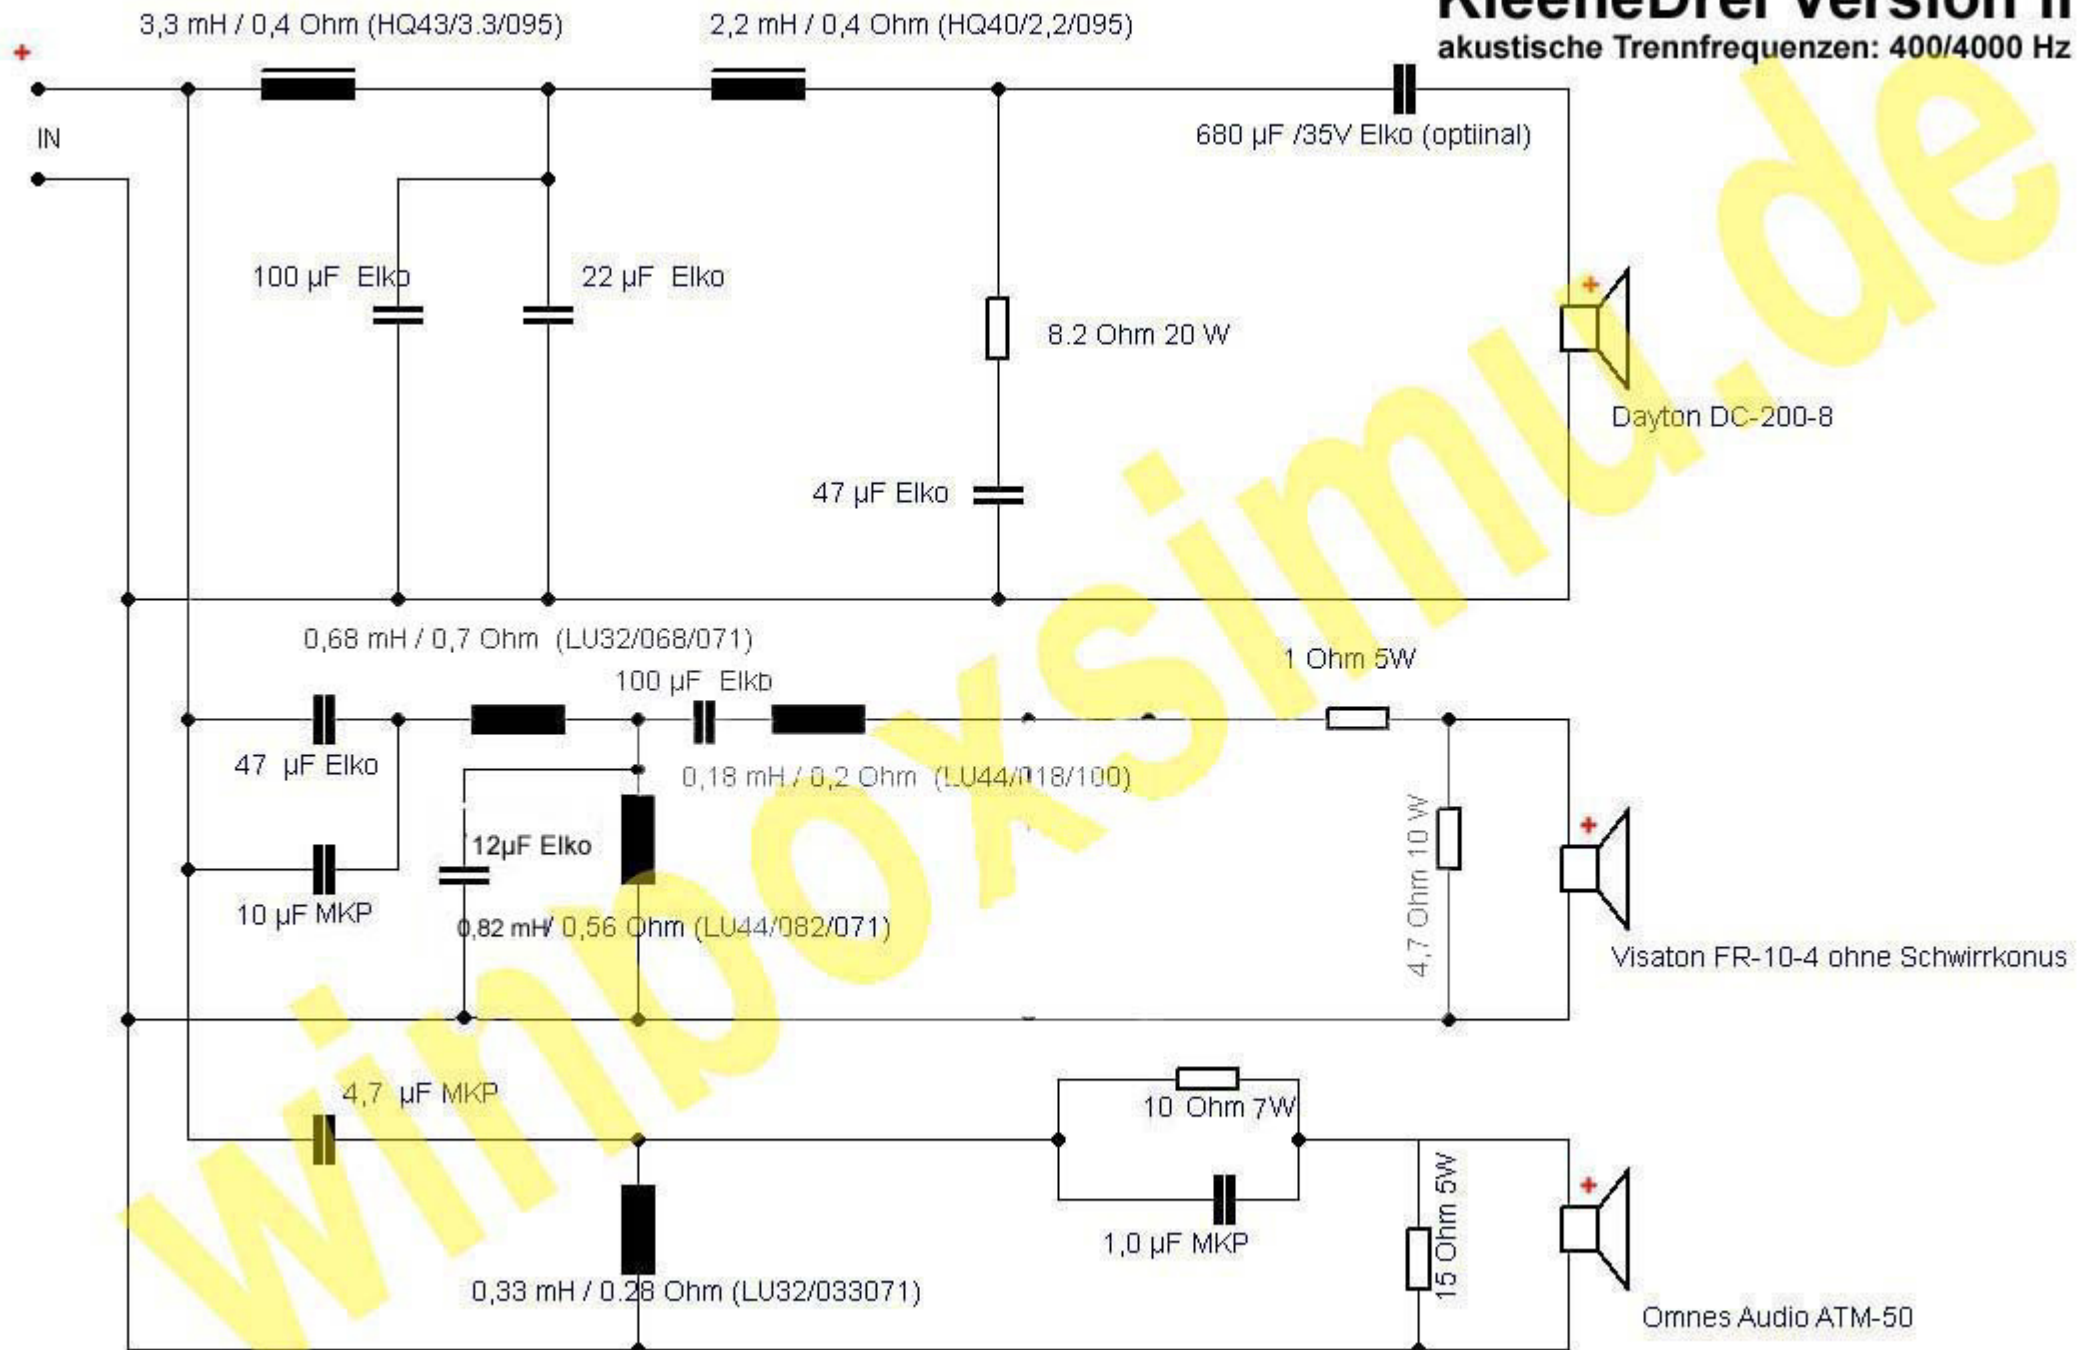 KleeneDrei Version II
akustische Trennfrequenzen: 400/4000 Hz
3,3 mH / 0,4 Ohm (HQ43/3.3/095)
2,2 mH / 0,4 Ohm (HQ40/2,2/095)
+
IN
680 µF /35V Elko (optiinal)
100 µF Elko
22 µF Elko
+
8.2 Ohm 20 W
Dayton DC-200-8
47 µF Elko
0,68 mH / 0,7 Ohm (LU32/068/071)
1 Ohm 5W
100 µF Elko
47 µF Elko
0,18 mH / 0,2 Ohm (LU44/018/100)
12µF Elko
+
4,7 Ohm 10 W
10 µF MKP
0,82 mH/ 0,56 Ohm (LU44/082/071)
Visaton FR-10-4 ohne Schwirrkonus
4,7 µF MKP
10 Ohm 7W
+
15 Ohm 5W
1,0 µF MKP
0,33 mH / 0.28 Ohm (LU32/033071)
Omnes Audio ATM-50
winboxsimu.de